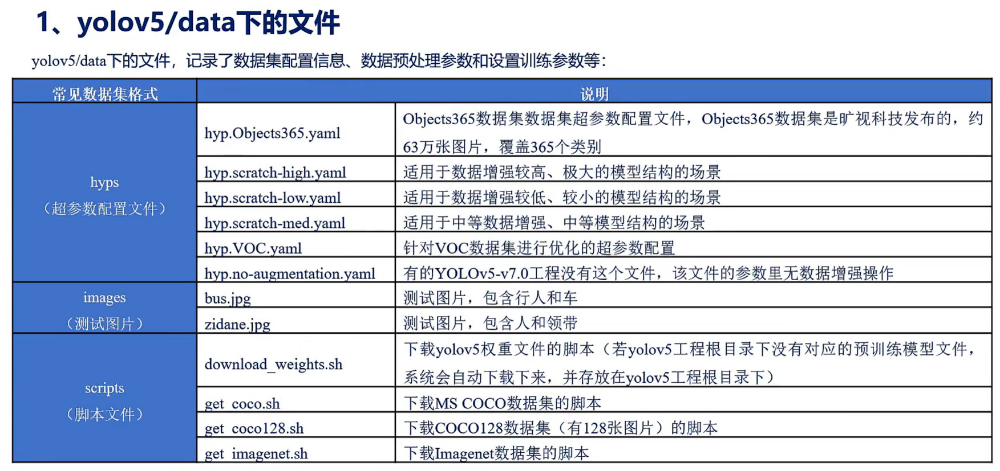 1、yolov5/data下的文件
yolov5/data下的文件，记录了数据集配置信息、数据预处理参数和设置训练参数等：
常见数据集格式
说明
hyps
（超参数配置文件）
hyp.Objects365.yaml
Objects365数据集数据集超参数配置文件，Objects365数据集是旷视科技发布的，约
63万张图片，覆盖365个类别
hyp.scratch-high.yaml
适用于数据增强较高、极大的模型结构的场景
hyp.scratch-low.yaml
适用于数据增强较低、较小的模型结构的场景
hyp.scratch-med.yaml
适用于中等数据增强、中等模型结构的场景
hyp.VOC.yaml
针对VOC数据集进行优化的超参数配置
hyp.no-augmentation.yaml
有的YOLOv5-v7.0工程没有这个文件，该文件的参数里无数据增强操作
images
（测试图片）
bus.jpg
测试图片，包含行人和车
zidane.jpg
测试图片，包含人和领带
scripts
（脚本文件）
download_weights.sh
下载yolov5权重文件的脚本（若yolov5工程根目录下没有对应的预训练模型文件，
系统会自动下载下来，并存放在yolov5工程根目录下）
get_coco.sh
下载MS COCO数据集的脚本
get_coco128.sh
下载COCO128数据集（有128张图片）的脚本
get_imagenet.sh
下载Imagenet数据集的脚本